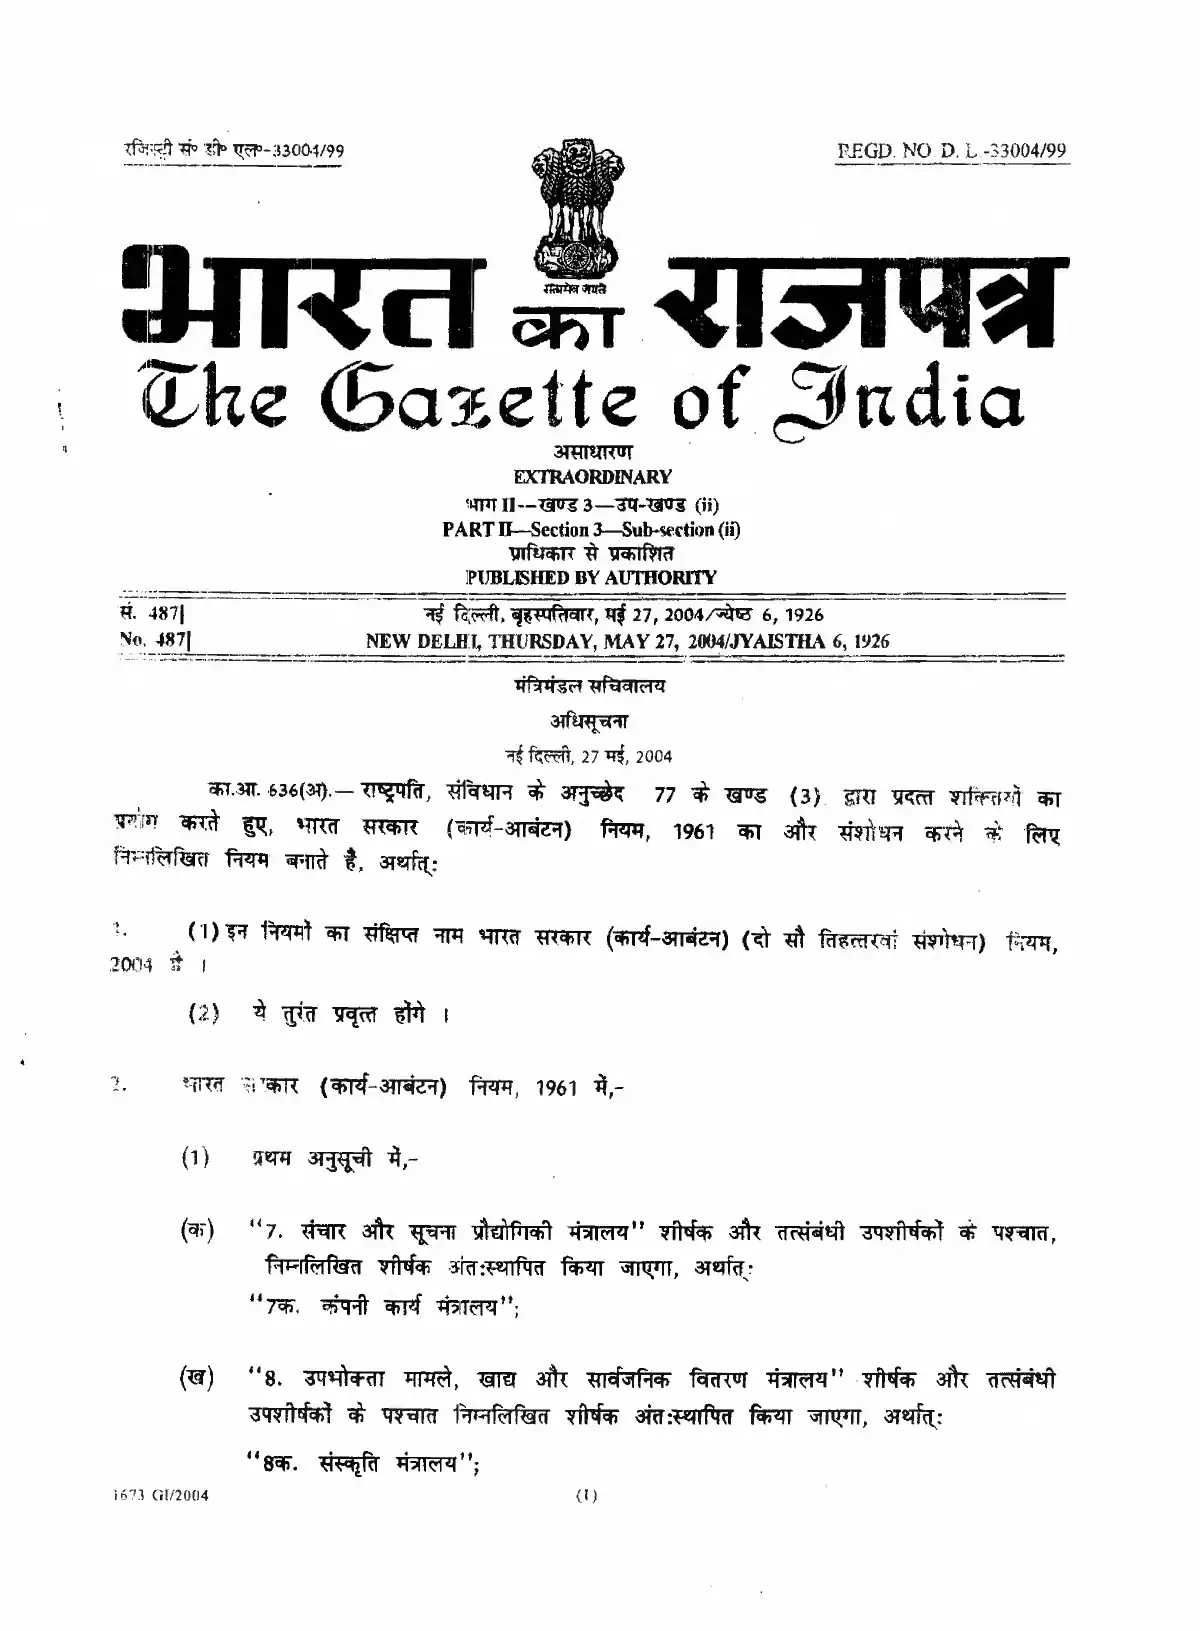 रजिस्ट्री सं० डी० एल०-33004/99
REGD. NO. D. L.-33004/99
सत्यमेव जयते
भारत का राजपत्र
The Gazette of India
असाधारण
EXTRAORDINARY
भाग II—खण्ड 3—उप-खण्ड (ii)
PART II—Section 3—Sub-section (ii)
प्राधिकार से प्रकाशित
PUBLISHED BY AUTHORITY
सं. 487]
नई दिल्ली, बृहस्पतिवार, मई 27, 2004/ज्येष्ठ 6, 1926
No. 487]
NEW DELHI, THURSDAY, MAY 27, 2004/JYAISTHA 6, 1926
मंत्रिमंडल सचिवालय
अधिसूचना
नई दिल्ली, 27 मई, 2004
का.आ. 636(अ).— राष्ट्रपति, संविधान के अनुच्छेद 77 के खण्ड (3) द्वारा प्रदत्त शक्तियों का
प्रयोग करते हुए, भारत सरकार (कार्य-आबंटन) नियम, 1961 का और संशोधन करने के लिए
निम्नलिखित नियम बनाते हैं, अर्थात्:
1. (1) इन नियमों का संक्षिप्त नाम भारत सरकार (कार्य-आबंटन) (दो सौ तिहत्तरवां संशोधन) नियम,
2004 है ।
(2) ये तुरंत प्रवृत्त होंगे ।
2. भारत सरकार (कार्य-आबंटन) नियम, 1961 में,-
(1) प्रथम अनुसूची में,-
(क) "7. संचार और सूचना प्रौद्योगिकी मंत्रालय" शीर्षक और तत्संबंधी उपशीर्षकों के पश्चात,
निम्नलिखित शीर्षक अंत:स्थापित किया जाएगा, अर्थात्:
"7क. कंपनी कार्य मंत्रालय";
(ख) "8. उपभोक्ता मामले, खाद्य और सार्वजनिक वितरण मंत्रालय" शीर्षक और तत्संबंधी
उपशीर्षकों के पश्चात निम्नलिखित शीर्षक अंत:स्थापित किया जाएगा, अर्थात्:
"8क. संस्कृति मंत्रालय";
1673 GI/2004
(1)